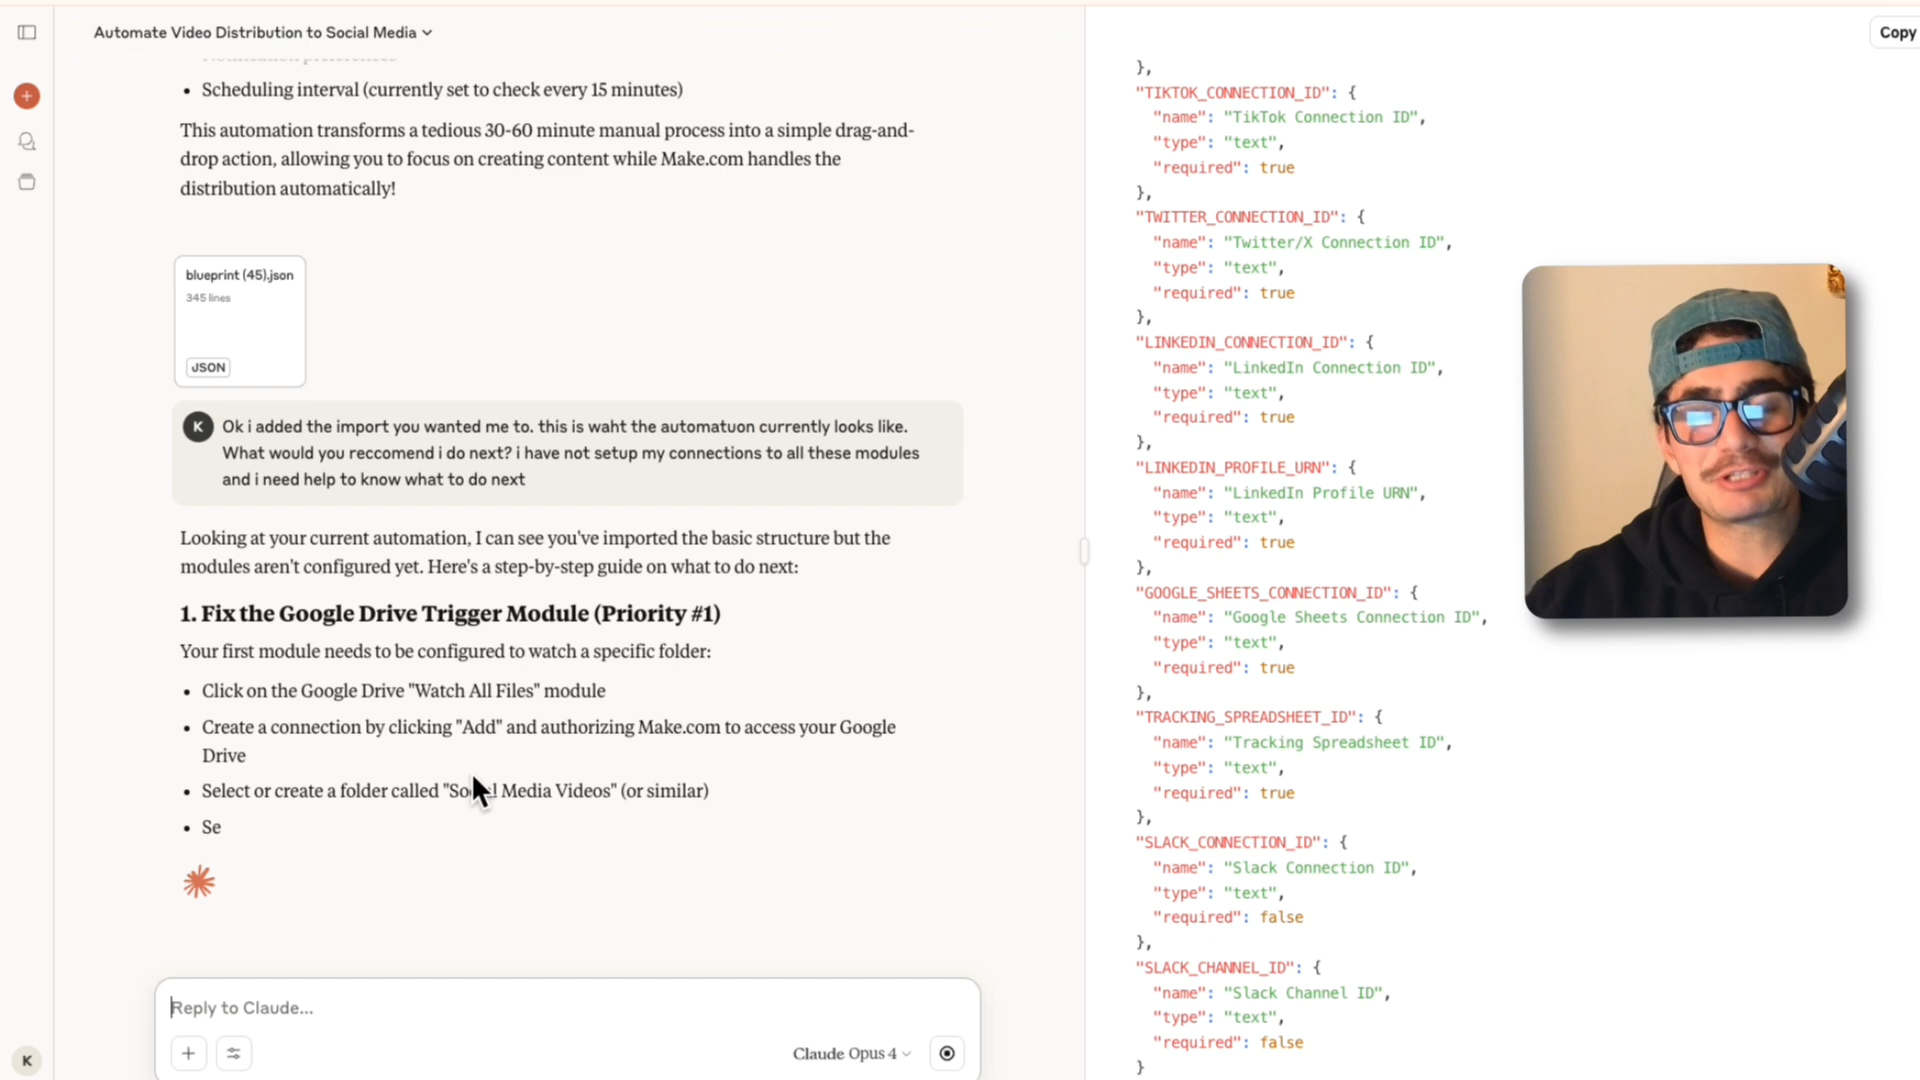 Automate Video Distribution to Social Media
Copy
Notification preferences
• Scheduling interval (currently set to check every 15 minutes)
This automation transforms a tedious 30-60 minute manual process into a simple drag-and-
drop action, allowing you to focus on creating content while Make.com handles the
distribution automatically!
blueprint (45).json
345 lines
JSON
K
Ok i added the import you wanted me to. this is waht the automatuon currently looks like.
What would you reccomend i do next? i have not setup my connections to all these modules
and i need help to know what to do next
Looking at your current automation, I can see you've imported the basic structure but the
modules aren't configured yet. Here's a step-by-step guide on what to do next:
1. Fix the Google Drive Trigger Module (Priority #1)
Your first module needs to be configured to watch a specific folder:
• Click on the Google Drive "Watch All Files" module
• Create a connection by clicking "Add" and authorizing Make.com to access your Google
Drive
• Select or create a folder called "Social Media Videos" (or similar)
• Se
Reply to Claude...
Claude Opus 4
K
},
"TIKTOK_CONNECTION_ID": {
"name": "TikTok Connection ID",
"type": "text",
"required": true
},
"TWITTER_CONNECTION_ID": {
"name": "Twitter/X Connection ID",
"type": "text",
"required": true
},
"LINKEDIN_CONNECTION_ID": {
"name": "LinkedIn Connection ID",
"type": "text",
"required": true
},
"LINKEDIN_PROFILE_URN": {
"name": "LinkedIn Profile URN",
"type": "text",
"required": true
},
"GOOGLE_SHEETS_CONNECTION_ID": {
"name": "Google Sheets Connection ID",
"type": "text",
"required": true
},
"TRACKING_SPREADSHEET_ID": {
"name": "Tracking Spreadsheet ID",
"type": "text",
"required": true
},
"SLACK_CONNECTION_ID": {
"name": "Slack Connection ID",
"type": "text",
"required": false
},
"SLACK_CHANNEL_ID": {
"name": "Slack Channel ID",
"type": "text",
"required": false
}